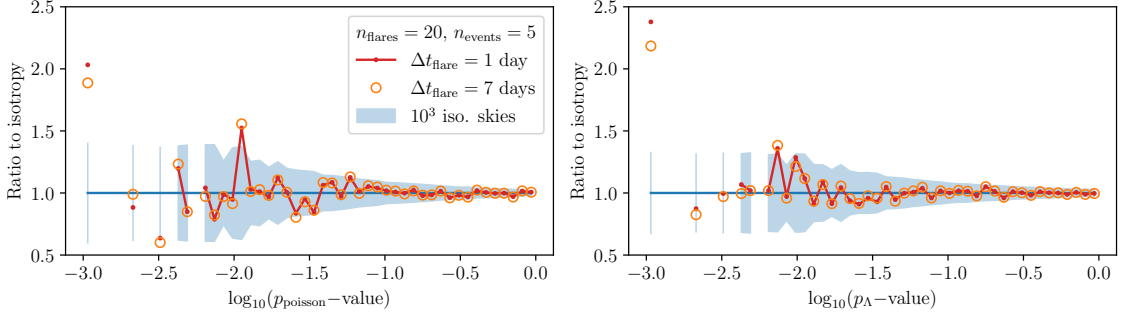 2.5
2.0
1.5
1.0
0.5
Ratio to isotropy
n_flares = 20, n_events = 5
Δt_flare = 1 day
Δt_flare = 7 days
10³ iso. skies
−3.0 −2.5 −2.0 −1.5 −1.0 −0.5 0.0
log₁₀(p_poisson−value)
2.5
2.0
1.5
1.0
0.5
Ratio to isotropy
−3.0 −2.5 −2.0 −1.5 −1.0 −0.5 0.0
log₁₀(p_Λ−value)